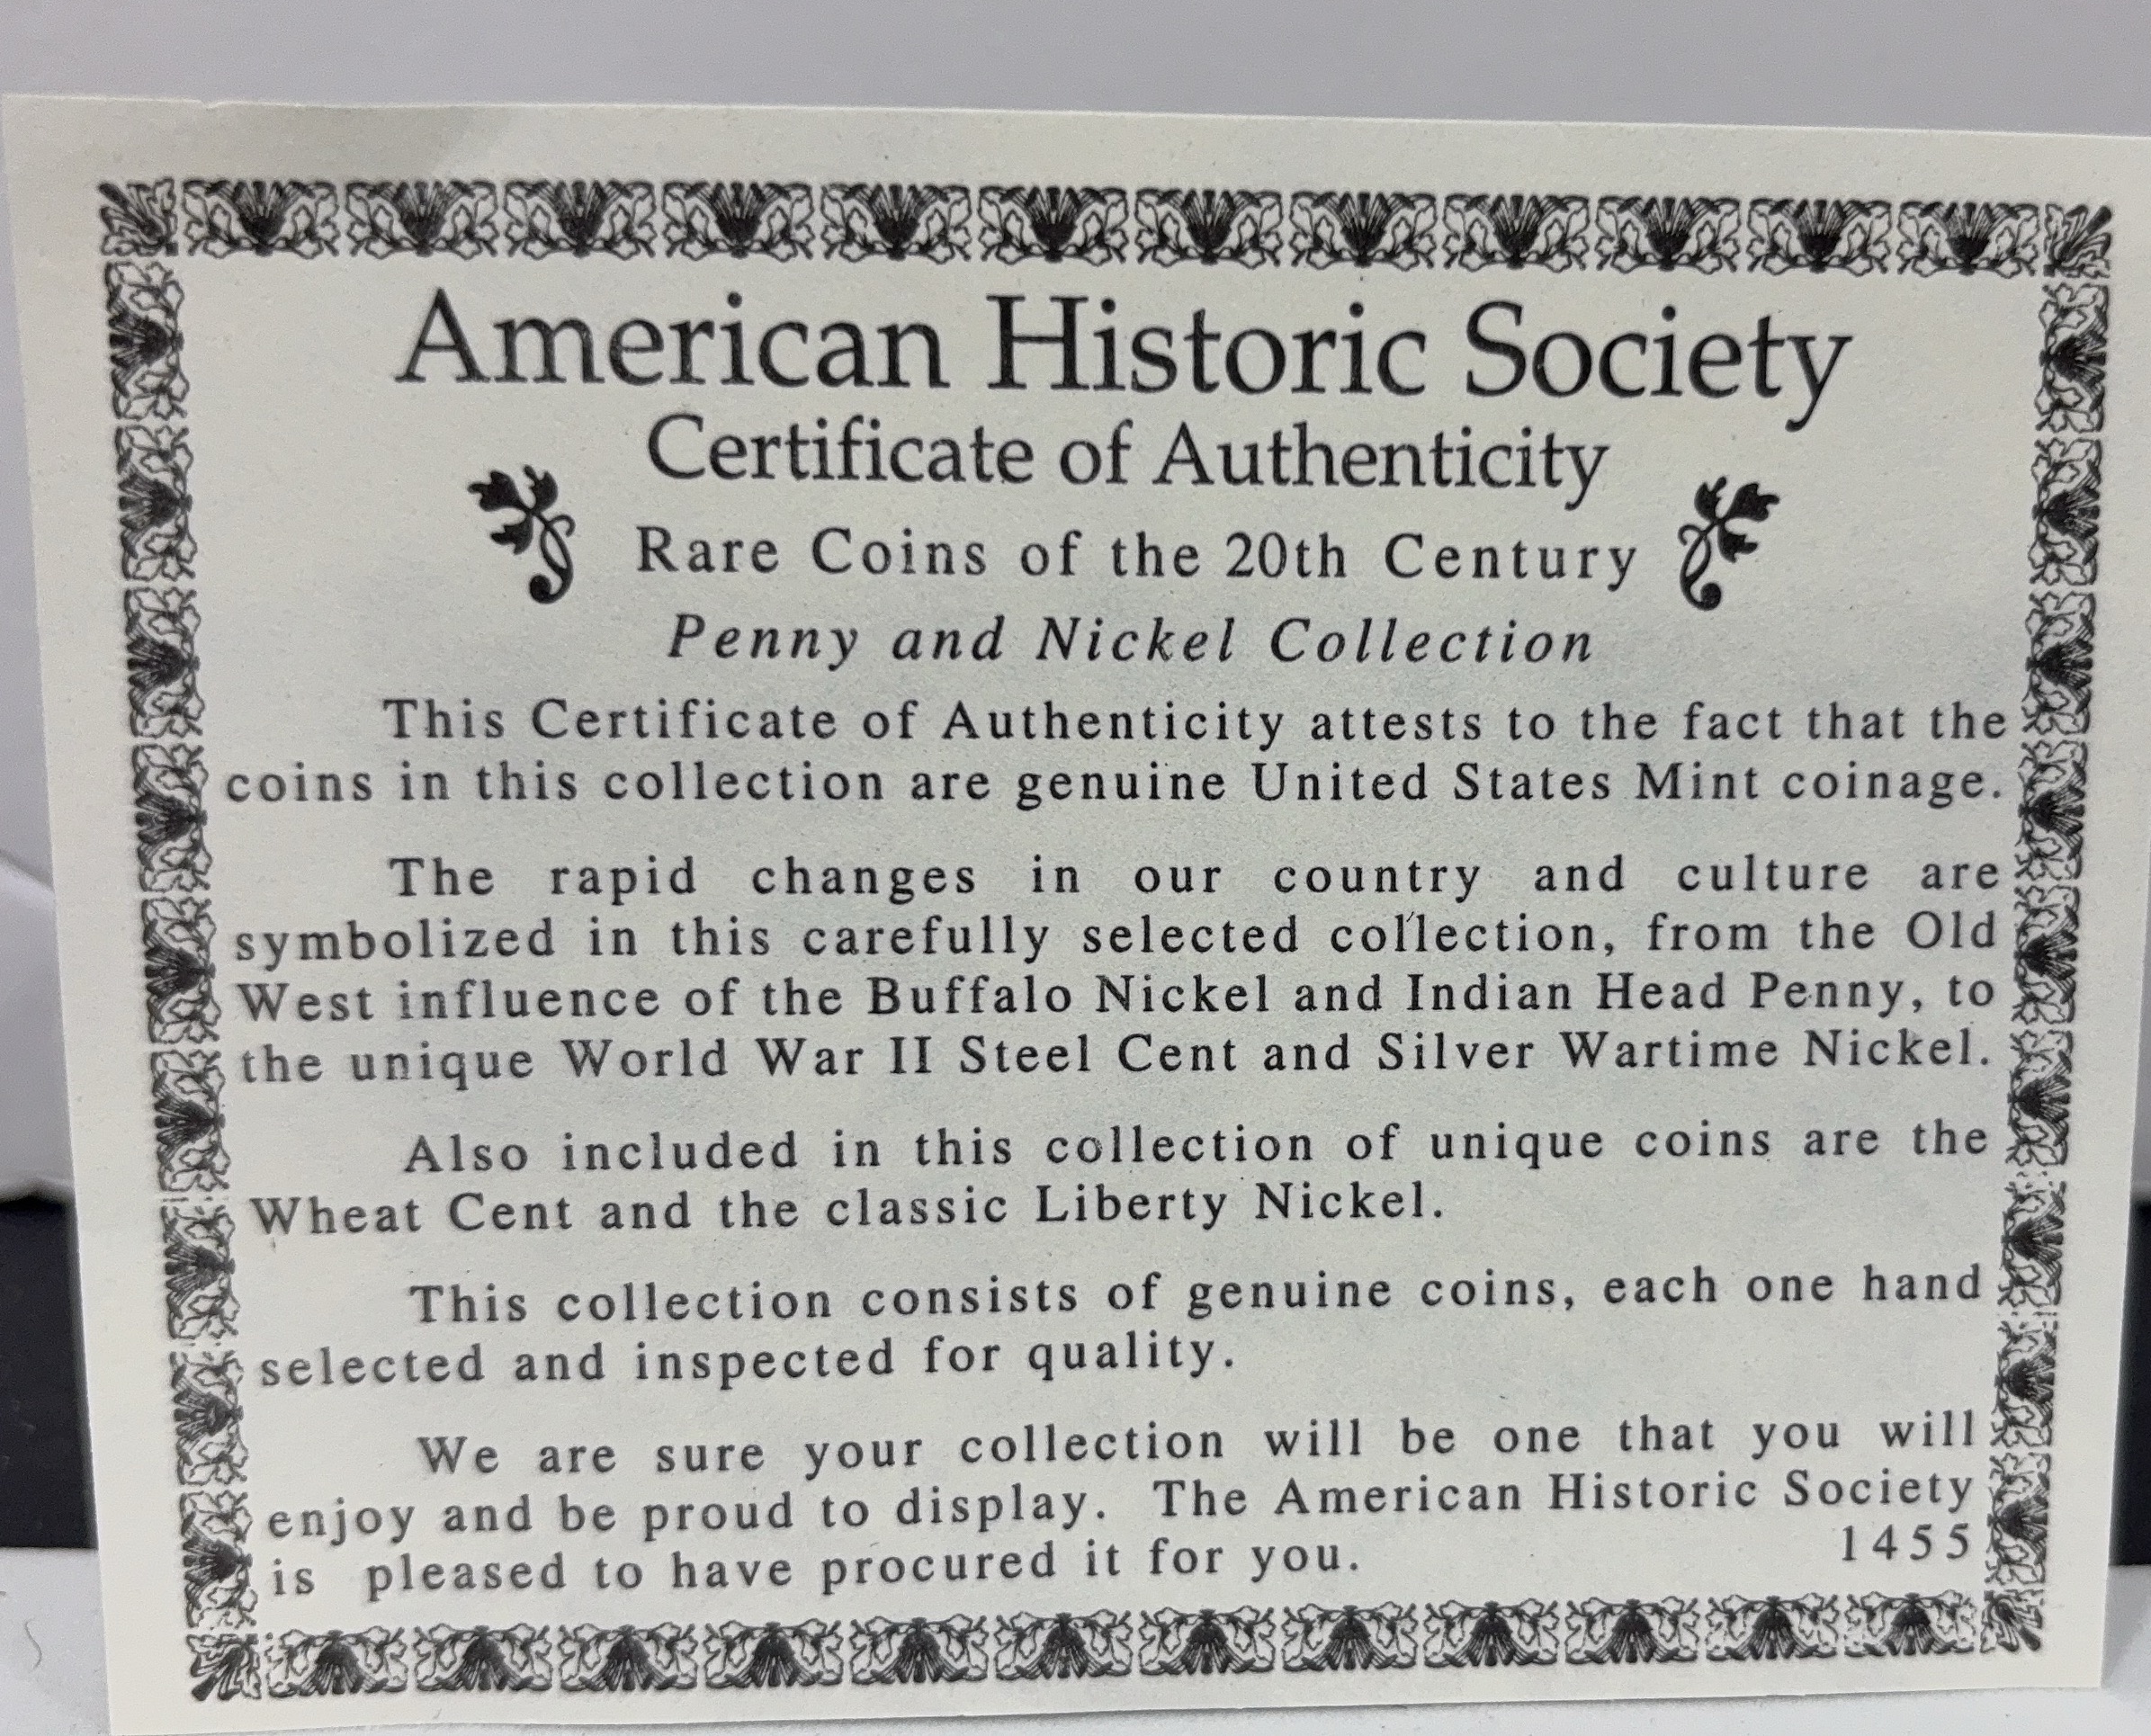 American Historic Society
Certificate of Authenticity
Rare Coins of the 20th Century
Penny and Nickel Collection
This Certificate of Authenticity attests to the fact that the
coins in this collection are genuine United States Mint coinage.
The rapid changes in our country and culture are
symbolized in this carefully selected collection, from the Old
West influence of the Buffalo Nickel and Indian Head Penny, to
the unique World War II Steel Cent and Silver Wartime Nickel.
Also included in this collection of unique coins are the
Wheat Cent and the classic Liberty Nickel.
This collection consists of genuine coins, each one hand
selected and inspected for quality.
We are sure your collection will be one that you will
enjoy and be proud to display. The American Historic Society
is pleased to have procured it for you.
1455